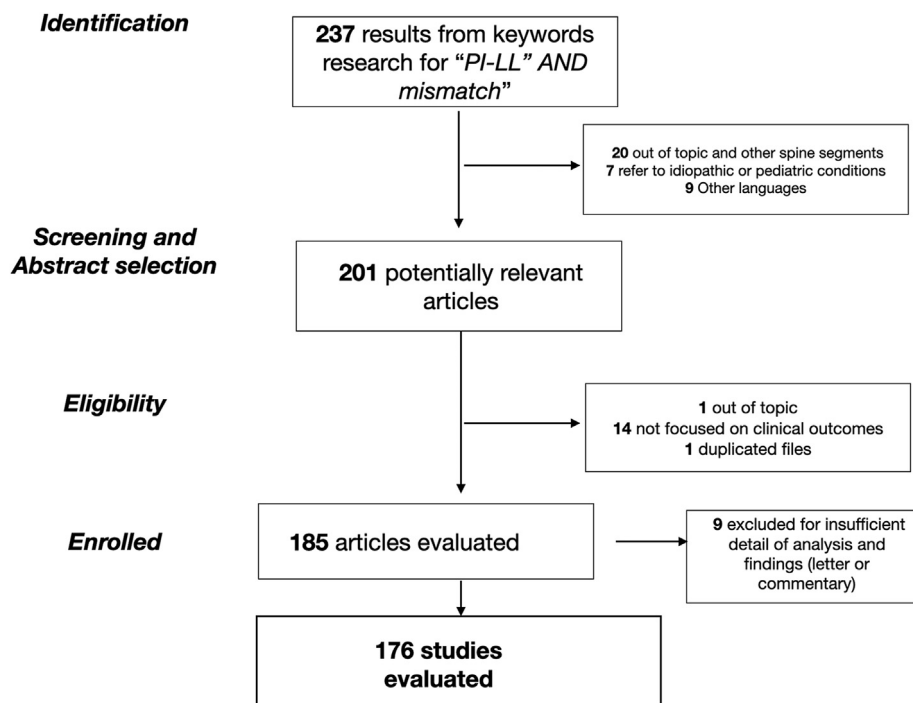 Identification
237 results from keywords
research for “PI-LL” AND
mismatch”
20 out of topic and other spine segments
7 refer to idiopathic or pediatric conditions
9 Other languages
Screening and
Abstract selection
201 potentially relevant
articles
Eligibility
1 out of topic
14 not focused on clinical outcomes
1 duplicated files
Enrolled
185 articles evaluated
9 excluded for insufficient
detail of analysis and
findings (letter or
commentary)
176 studies
evaluated